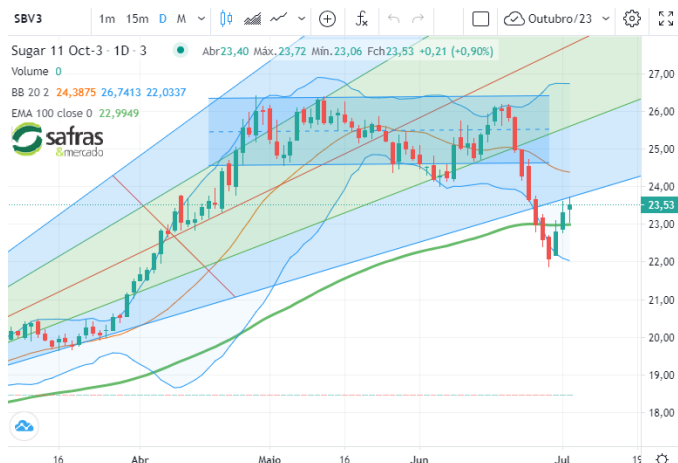 SBV3 1m 15m D M Outubro/23
Sugar 11 Oct-3 · 1D · 3 Abr23,40 Máx.23,72 Mín.23,06 Fch23,53 +0,21 (+0,90%)
Volume 0
BB 20 2 24,3875 26,7413 22,0337
EMA 100 close 0 22,9949
safras
&mercado
27,00
26,00
25,00
24,00
23,53
23,00
22,00
21,00
20,00
19,00
18,00
16 Abr Maio 16 Jun Jul 15